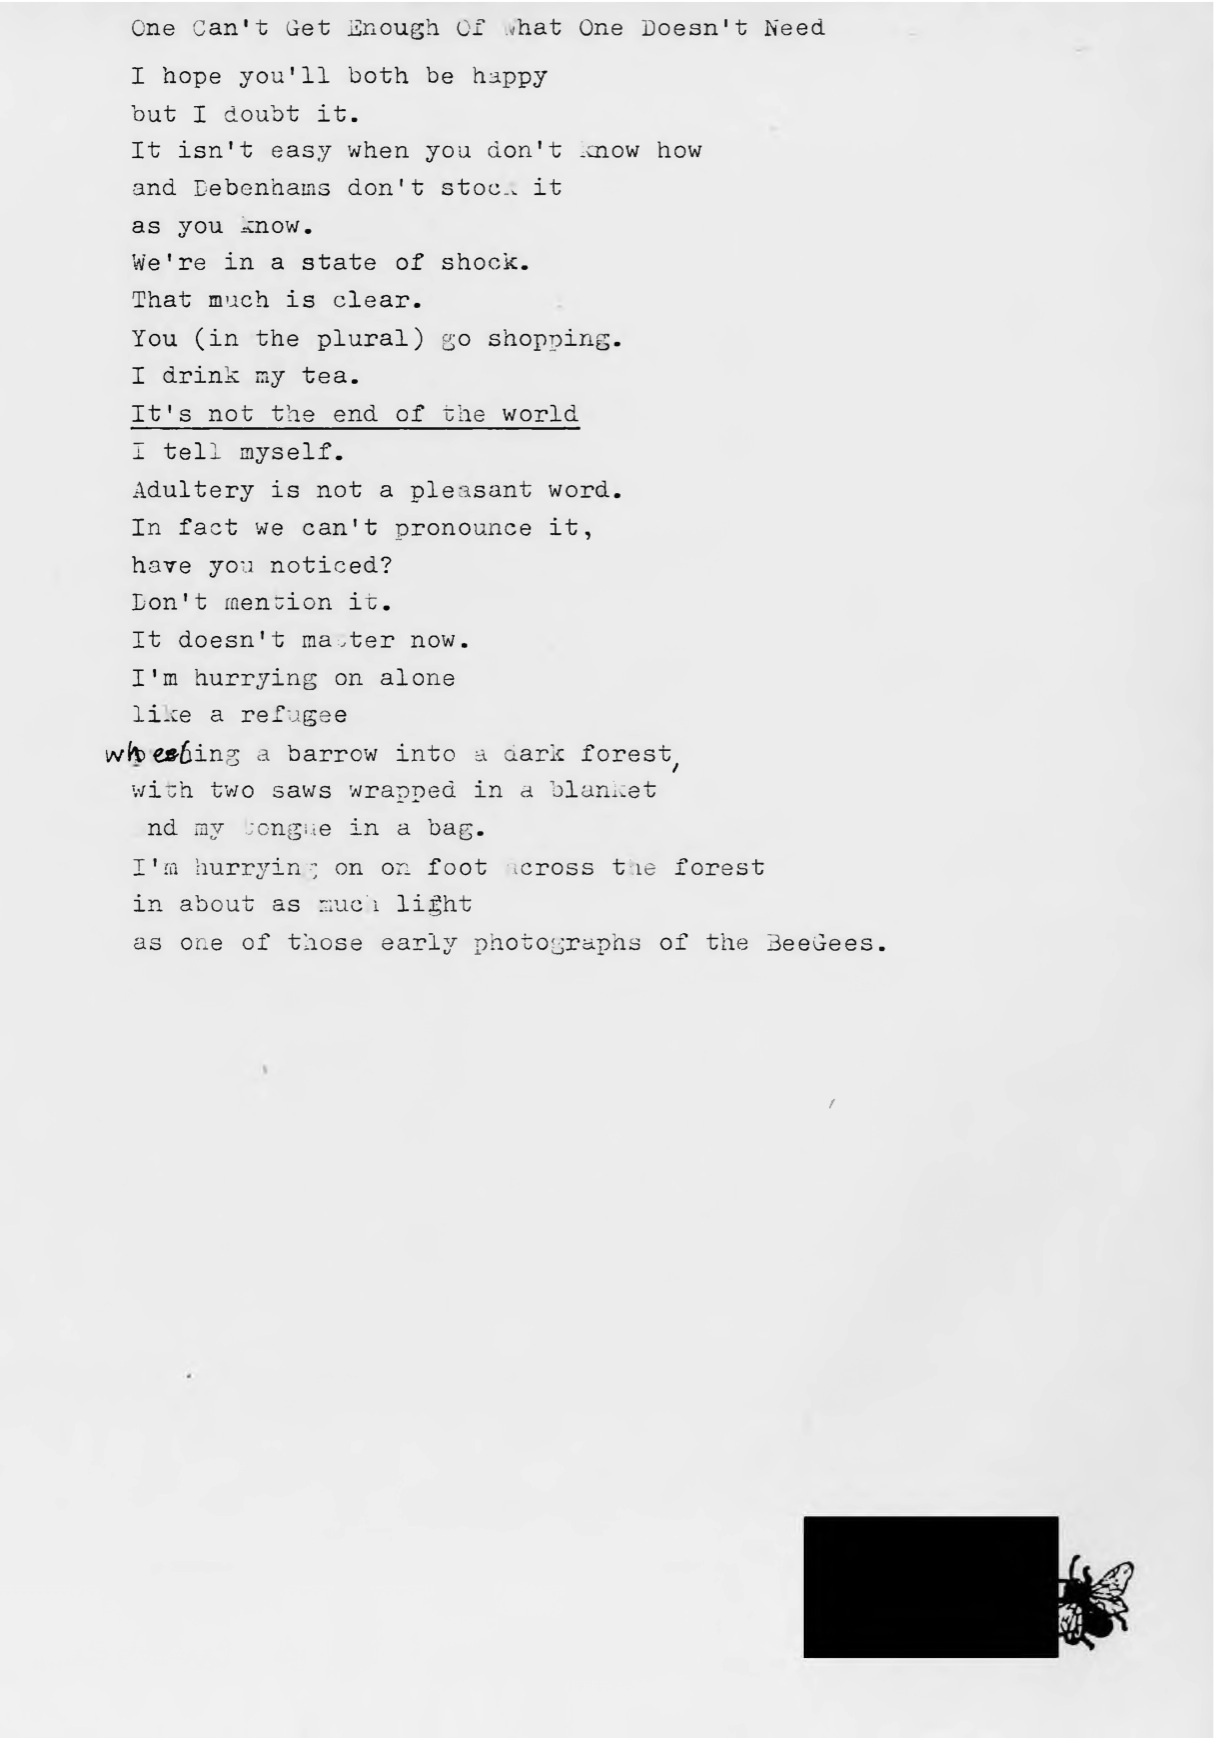 One Can't Get Enough Of What One Doesn't Need
I hope you'll both be happy
but I doubt it.
It isn't easy when you don't know how
and Debenhams don't stock it
as you know.
We're in a state of shock.
That much is clear.
You (in the plural) go shopping.
I drink my tea.
It's not the end of the world
I tell myself.
Adultery is not a pleasant word.
In fact we can't pronounce it,
have you noticed?
Don't mention it.
It doesn't matter now.
I'm hurrying on alone
like a refugee
wheeling a barrow into a dark forest,
with two saws wrapped in a blanket
and my tongue in a bag.
I'm hurrying on on foot across the forest
in about as much light
as one of those early photographs of the BeeGees.